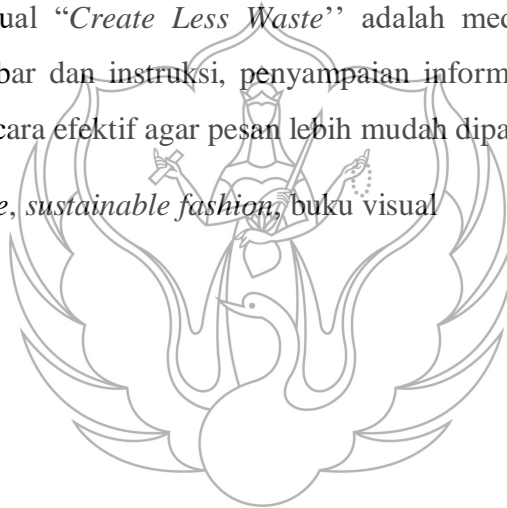 ual “Create Less Waste’’ adalah med
bar dan instruksi, penyampaian inform
cara efektif agar pesan lebih mudah dipa
e, sustainable fashion, buku visual